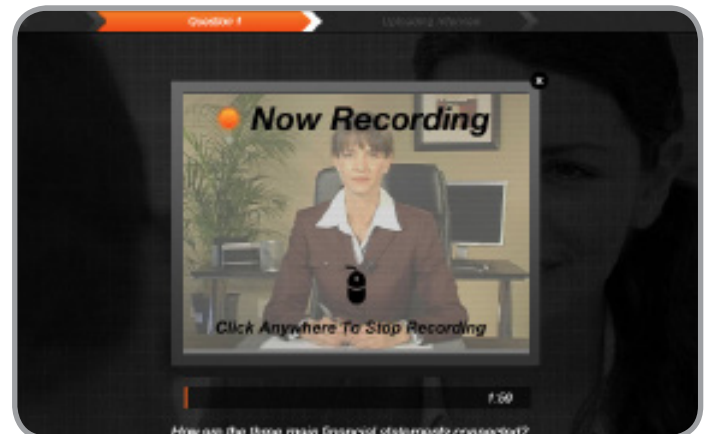 Question 1
Uploading Interview
x
Now Recording
Click Anywhere To Stop Recording
1:59
How are the three main financial statements connected?